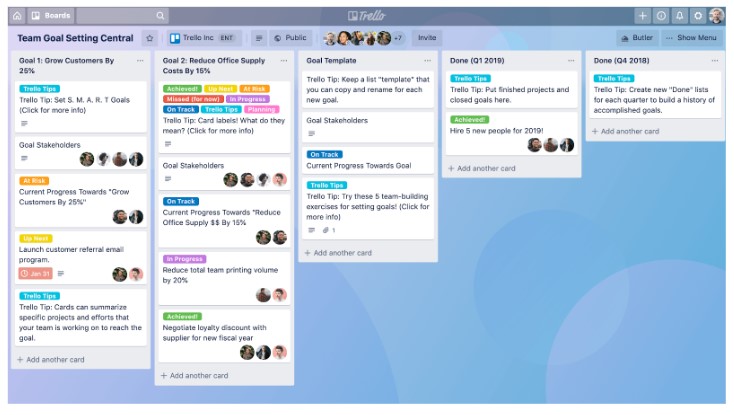 Boards
Trello
Team Goal Setting Central
Trello Inc ENT
Public
+7
Invite
Butler
... Show Menu
Goal 1: Grow Customers By
25%
Trello Tips
Trello Tip: Set S. M. A. R. T Goals
(Click for more info)
Goal Stakeholders
At Risk
Current Progress Towards "Grow
Customers By 25%"
Up Next
Launch customer referral email
program.
Jan 31
Trello Tips
Trello Tip: Cards can summarize
specific projects and efforts that
your team is working on to reach the
goal.
+ Add another card
Goal 2: Reduce Office Supply
Costs By 15%
Achieved! Up Next At Risk
Missed (for now) In Progress
On Track Trello Tips Planning
Trello Tip: Card labels! What do they
mean? (Click for more info)
Goal Stakeholders
On Track
Current Progress Towards "Reduce
Office Supply $$ By 15%
In Progress
Reduce total team printing volume
by 20%
Achieved!
Negotiate loyalty discount with
supplier for new fiscal year
+ Add another card
Goal Template
Trello Tip: Keep a list "template" that
you can copy and rename for each
new goal.
Goal Stakeholders
On Track
Current Progress Towards Goal
Trello Tips
Trello Tip: Try these 5 team-building
exercises for setting goals! (Click for
more info)
1
+ Add another card
Done (Q1 2019)
Trello Tips
Trello Tip: Put finished projects and
closed goals here.
Achieved!
Hire 5 new people for 2019!
+ Add another card
Done (Q4 2018)
Trello Tips
Trello Tip: Create new "Done" lists
for each quarter to build a history of
accomplished goals.
+ Add another card